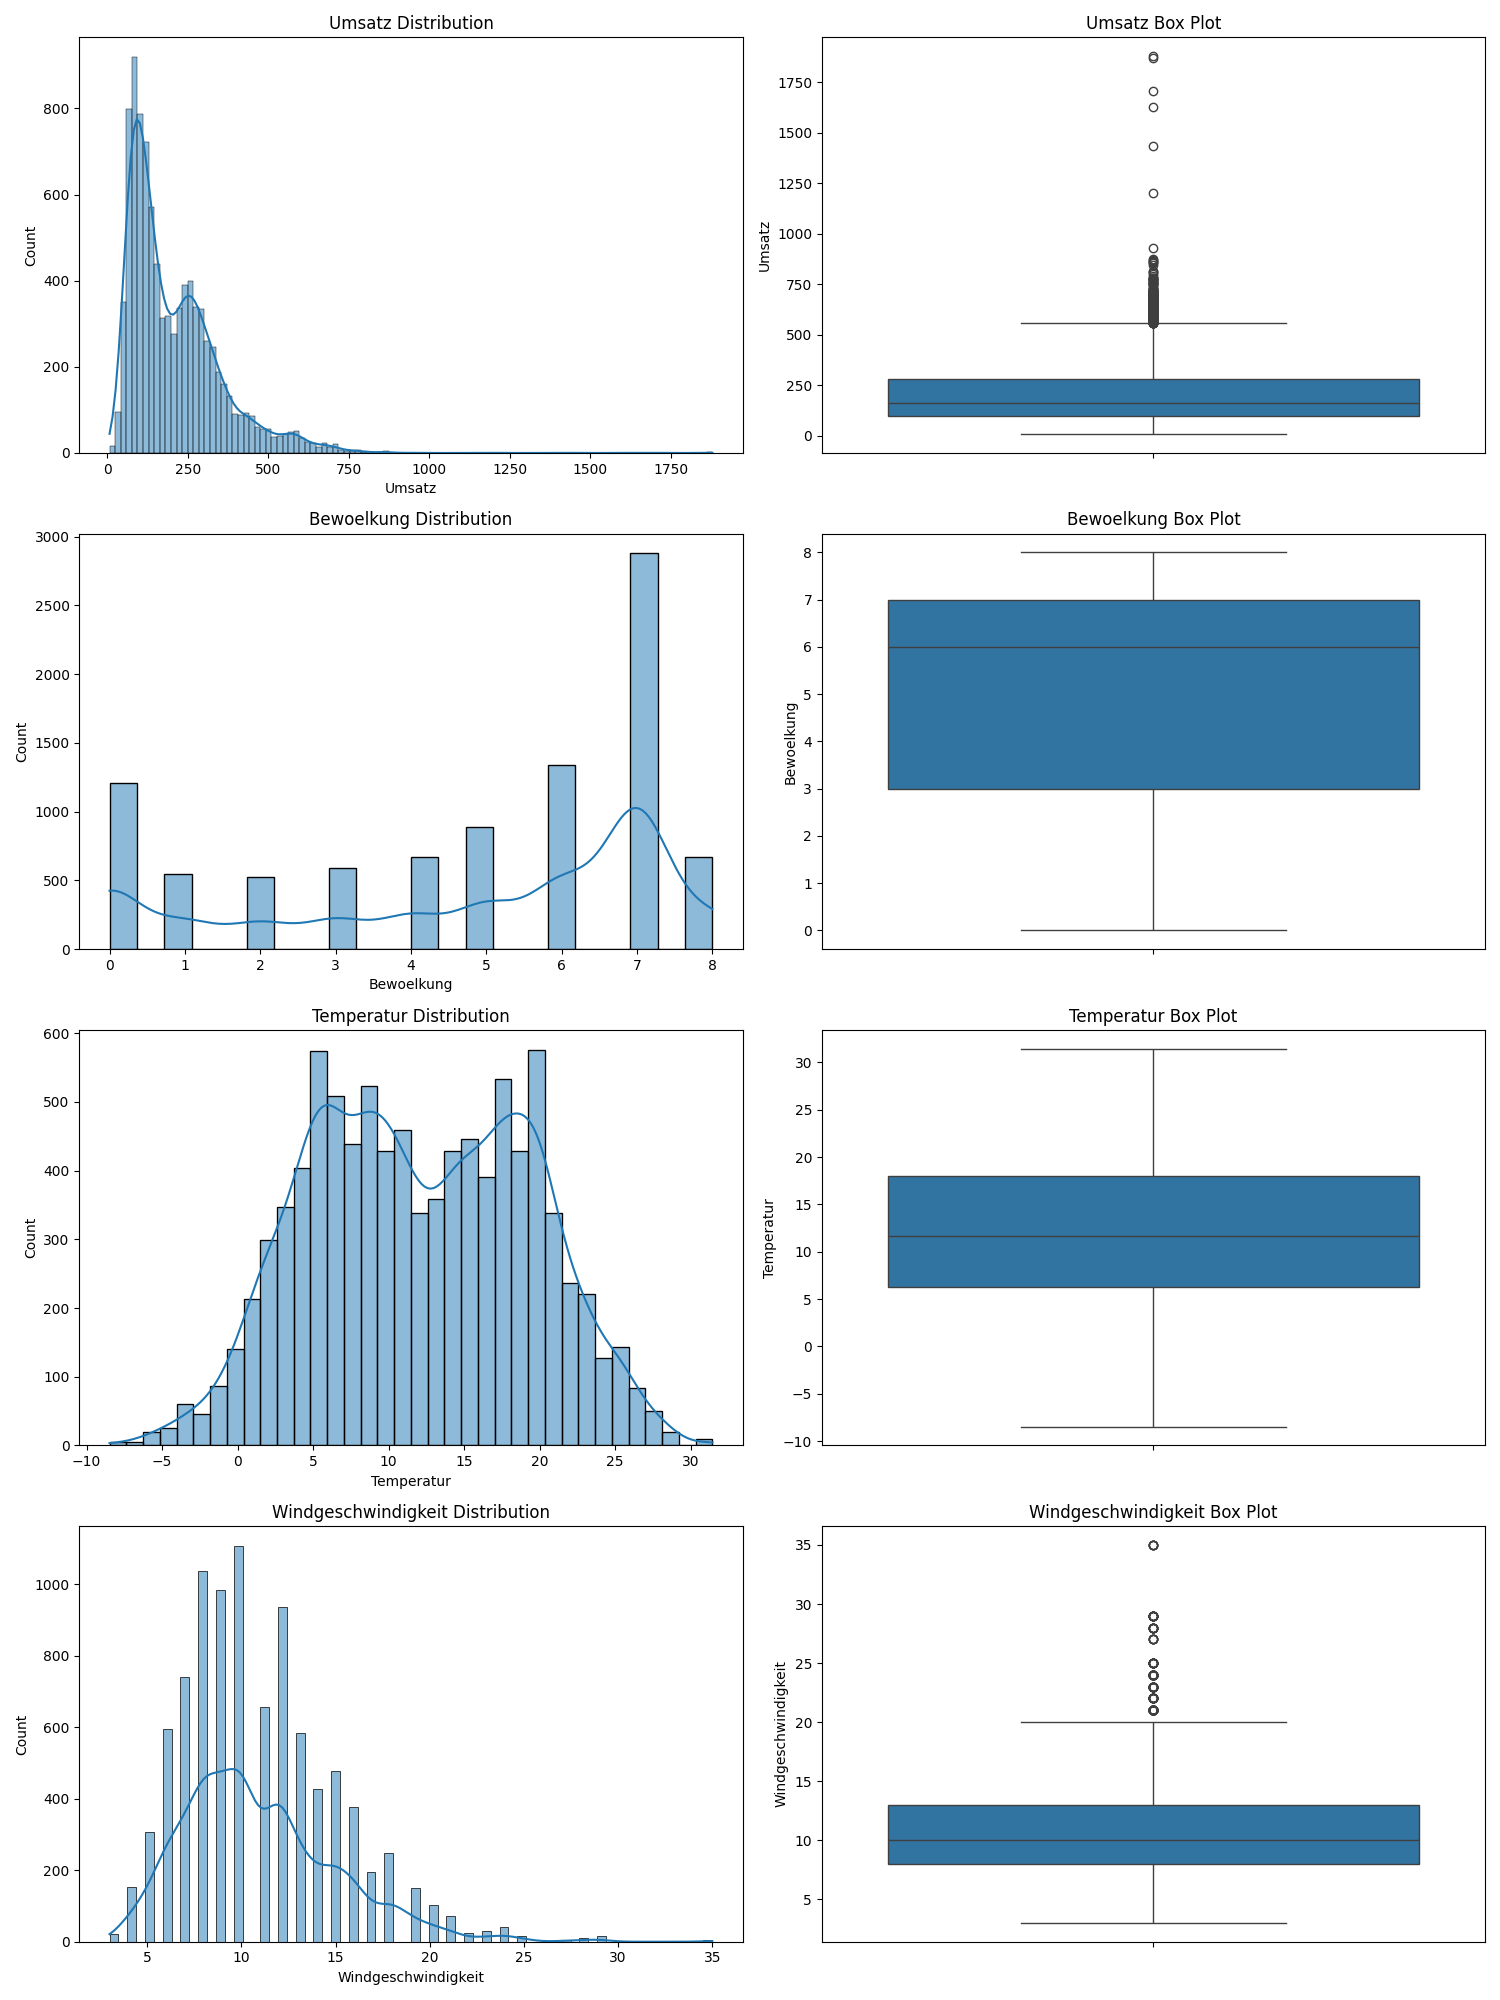 Umsatz Distribution
Count
800
600
400
200
0
0 250 500 750 1000 1250 1500 1750
Umsatz
Umsatz Box Plot
Umsatz
1750
1500
1250
1000
750
500
250
0
Bewoelkung Distribution
Count
3000
2500
2000
1500
1000
500
0
0 1 2 3 4 5 6 7 8
Bewoelkung
Bewoelkung Box Plot
Bewoelkung
8
7
6
5
4
3
2
1
0
Temperatur Distribution
Count
600
500
400
300
200
100
0
−10 −5 0 5 10 15 20 25 30
Temperatur
Temperatur Box Plot
Temperatur
30
25
20
15
10
5
0
−5
−10
Windgeschwindigkeit Distribution
Count
1000
800
600
400
200
0
5 10 15 20 25 30 35
Windgeschwindigkeit
Windgeschwindigkeit Box Plot
Windgeschwindigkeit
35
30
25
20
15
10
5